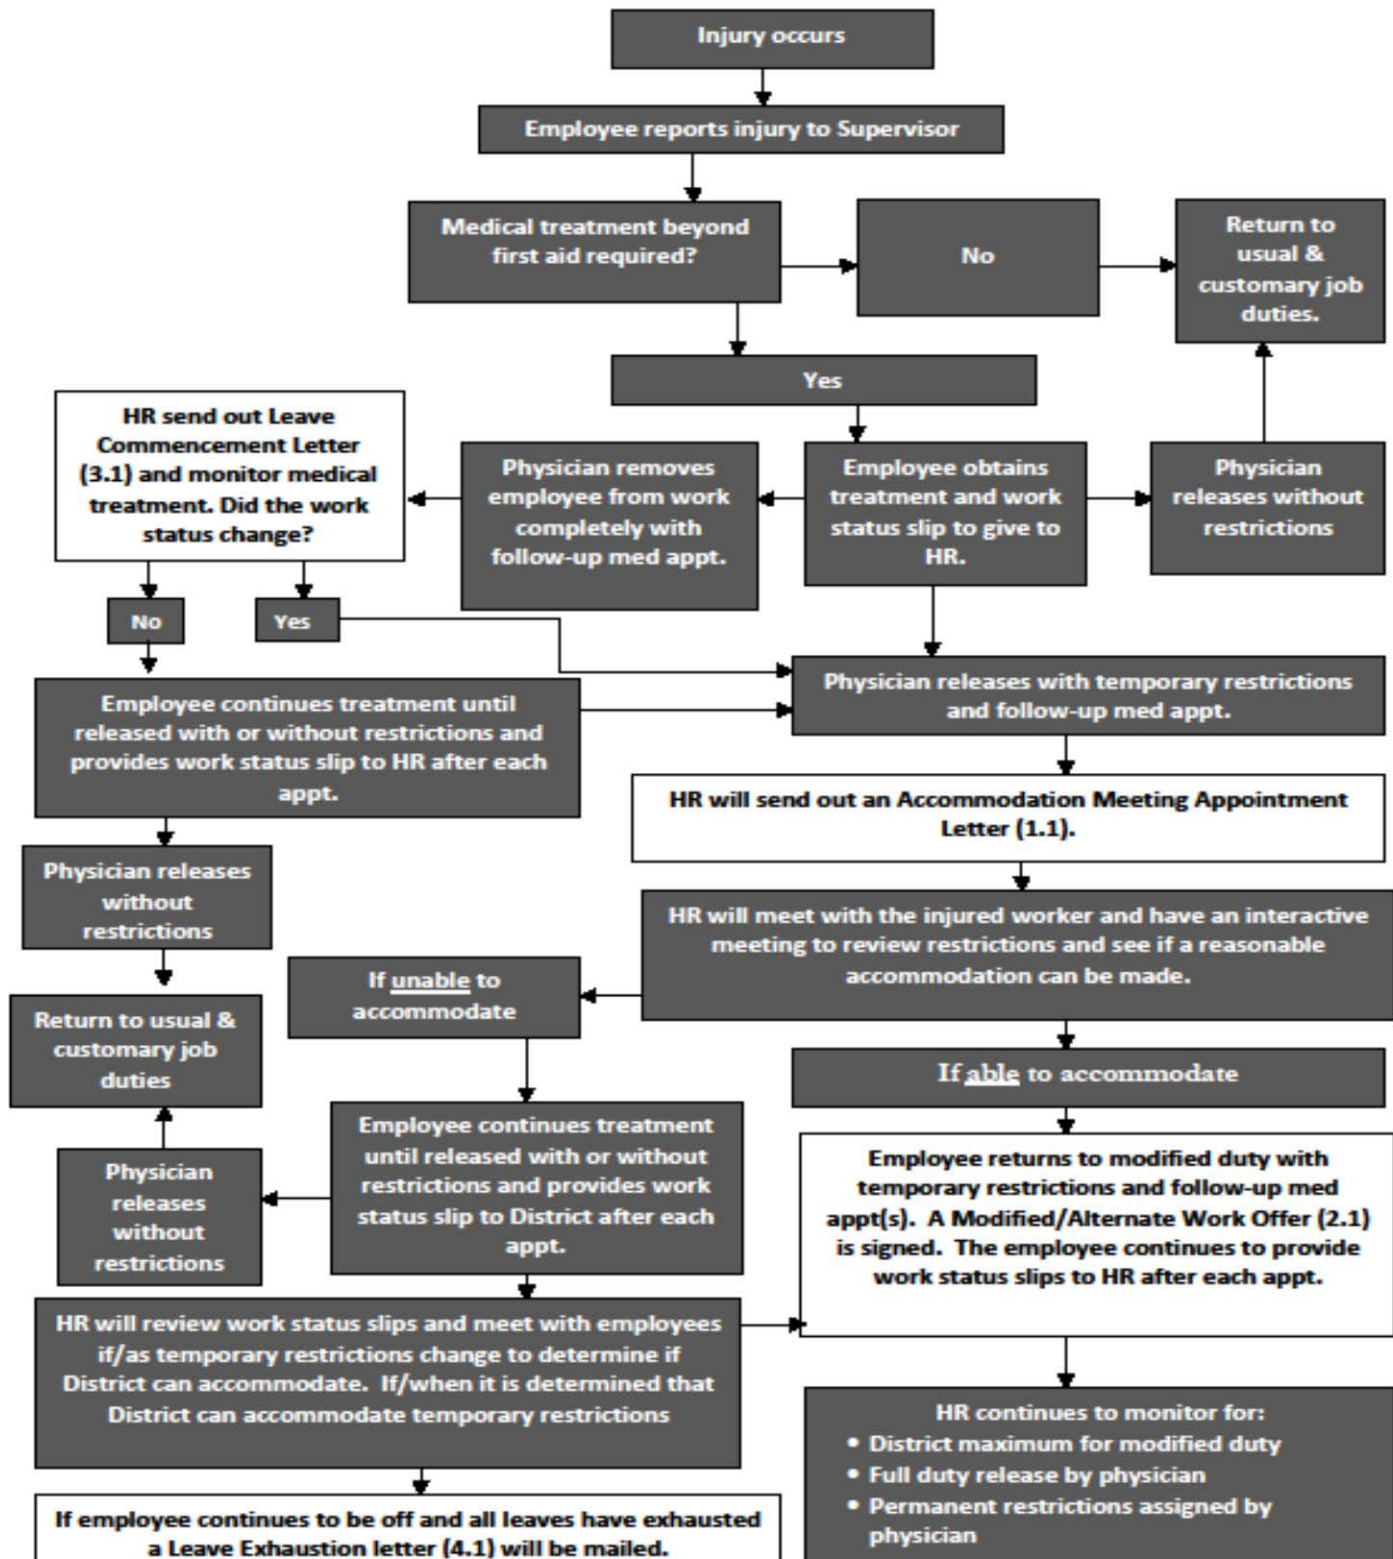 Injury occurs
Employee reports injury to Supervisor
Medical treatment beyond
first aid required?
No
Return to
usual &
customary job
duties.
Yes
HR send out Leave
Commencement Letter
(3.1) and monitor medical
treatment. Did the work
status change?
Physician removes
employee from work
completely with
follow-up med appt.
Employee obtains
treatment and work
status slip to give to
HR.
Physician
releases without
restrictions
No
Yes
Physician releases with temporary restrictions
and follow-up med appt.
Employee continues treatment until
released with or without restrictions and
provides work status slip to HR after each
appt.
HR will send out an Accommodation Meeting Appointment
Letter (1.1).
Physician releases
without
restrictions
HR will meet with the injured worker and have an interactive
meeting to review restrictions and see if a reasonable
accommodation can be made.
If unable to
accommodate
Return to usual &
customary job
duties
If able to accommodate
Employee continues treatment
until released with or without
restrictions and provides work
status slip to District after each
appt.
Physician
releases
without
restrictions
Employee returns to modified duty with
temporary restrictions and follow-up med
appt(s). A Modified/Alternate Work Offer (2.1)
is signed. The employee continues to provide
work status slips to HR after each appt.
HR will review work status slips and meet with employees
if/as temporary restrictions change to determine if
District can accommodate. If/when it is determined that
District can accommodate temporary restrictions
HR continues to monitor for:
• District maximum for modified duty
• Full duty release by physician
• Permanent restrictions assigned by
physician
If employee continues to be off and all leaves have exhausted
a Leave Exhaustion letter (4.1) will be mailed.